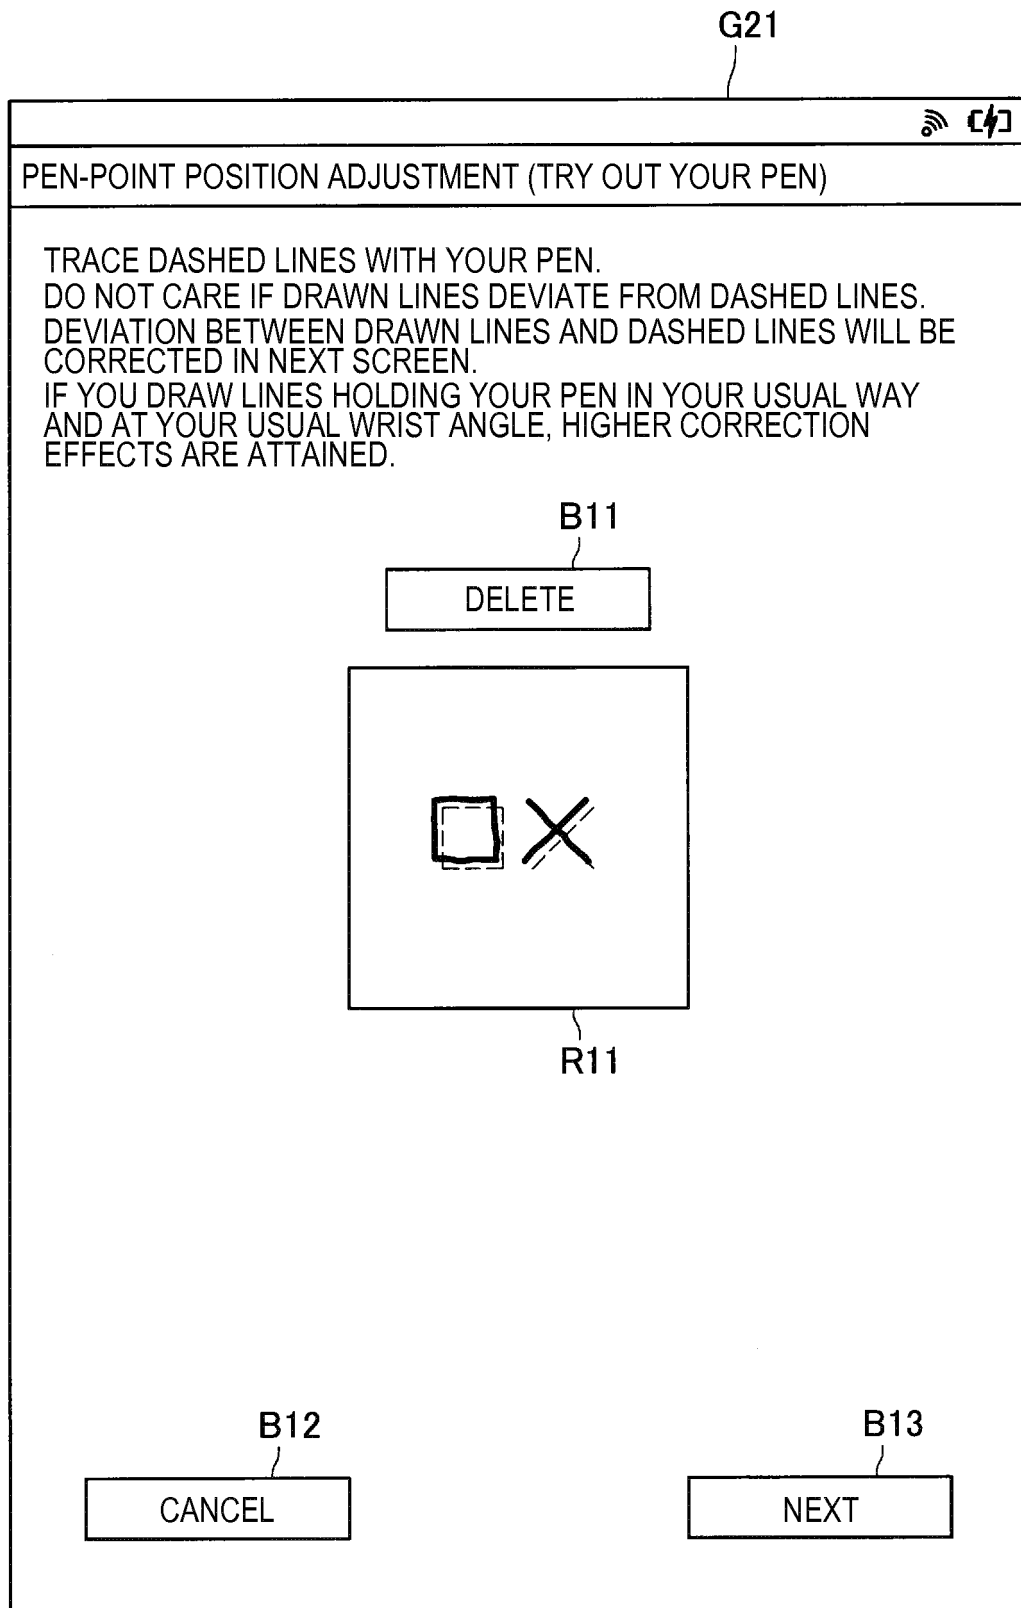 G21
PEN-POINT POSITION ADJUSTMENT (TRY OUT YOUR PEN)
TRACE DASHED LINES WITH YOUR PEN.
DO NOT CARE IF DRAWN LINES DEVIATE FROM DASHED LINES.
DEVIATION BETWEEN DRAWN LINES AND DASHED LINES WILL BE
CORRECTED IN NEXT SCREEN.
IF YOU DRAW LINES HOLDING YOUR PEN IN YOUR USUAL WAY
AND AT YOUR USUAL WRIST ANGLE, HIGHER CORRECTION
EFFECTS ARE ATTAINED.
B11
DELETE
R11
B12
CANCEL
B13
NEXT